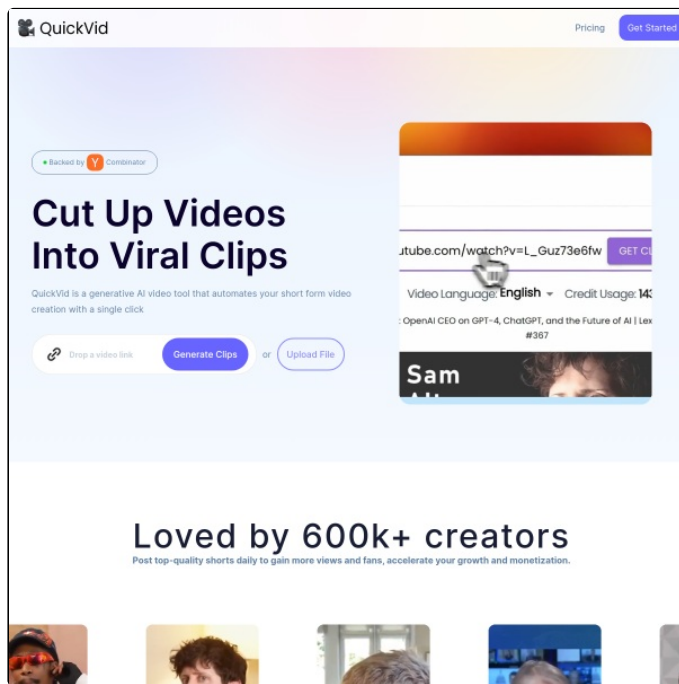 QuickVid
Pricing
Get Started
Backed by Y Combinator
Cut Up Videos
Into Viral Clips
QuickVid is a generative AI video tool that automates your short form video
creation with a single click
Drop a video link
Generate Clips
or
Upload File
utube.com/watch?v=L_Guz73e6fw
GET CL
Video Language: English
Credit Usage: 143
: OpenAI CEO on GPT-4, ChatGPT, and the Future of AI | Lex
#367
Sam
Loved by 600k+ creators
Post top-quality shorts daily to gain more views and fans, accelerate your growth and monetization.